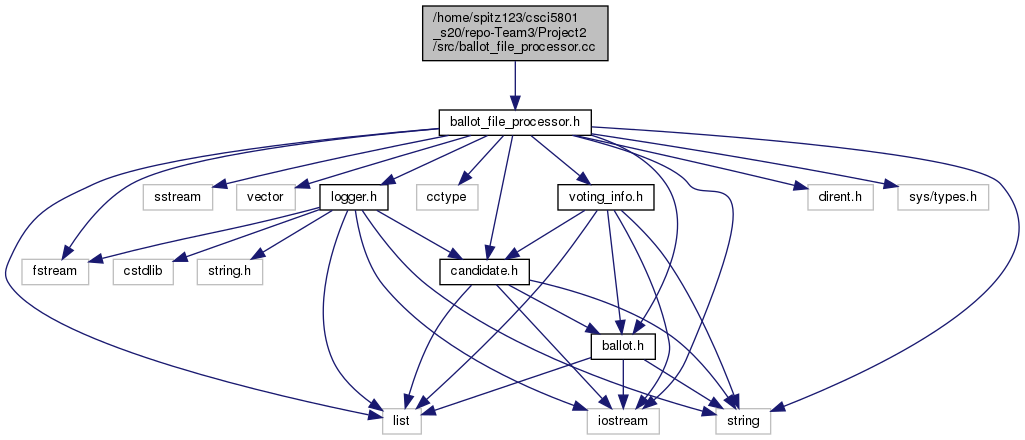 /home/spitz123/csci5801
_s20/repo-Team3/Project2
/src/ballot_file_processor.cc
ballot_file_processor.h
sstream
vector
logger.h
cctype
voting_info.h
dirent.h
sys/types.h
fstream
cstdlib
string.h
candidate.h
ballot.h
list
iostream
string